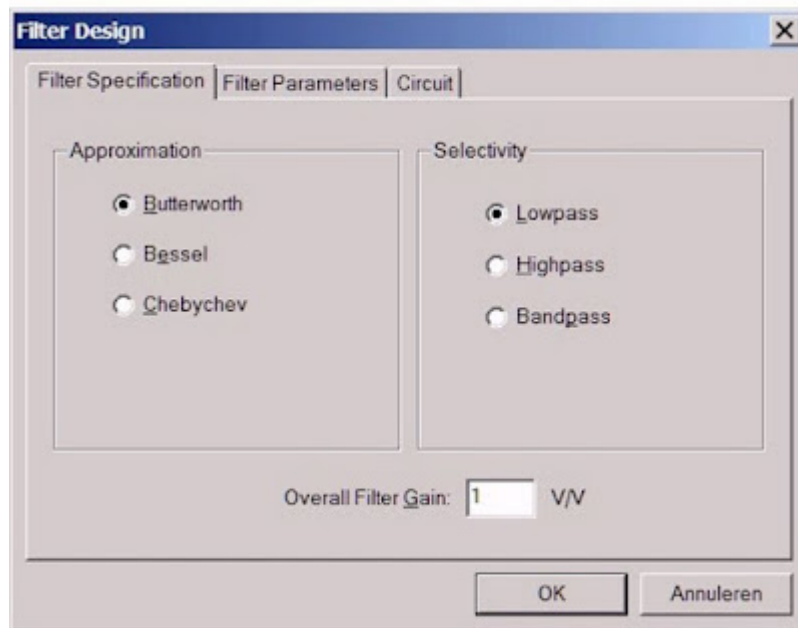 Filter Design
Filter Specification
Filter Parameters
Circuit
Approximation
Butterworth
Bessel
Chebychev
Selectivity
Lowpass
Highpass
Bandpass
Overall Filter Gain: 1 V/V
OK
Annuleren